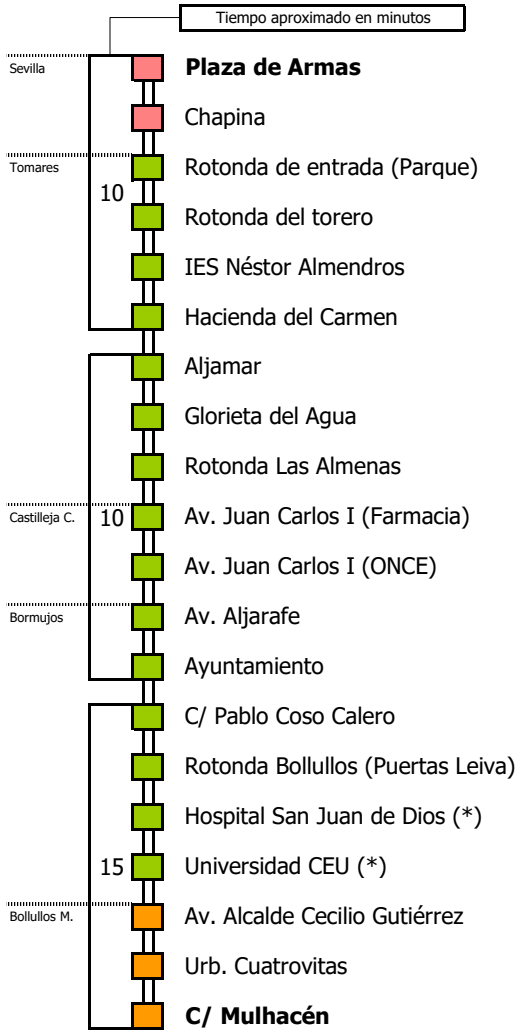 Tiempo aproximado en minutos
Sevilla
Plaza de Armas
Chapina
Tomares
Rotonda de entrada (Parque)
10
Rotonda del torero
IES Néstor Almendros
Hacienda del Carmen
Aljamar
Glorieta del Agua
Rotonda Las Almenas
Castilleja C.
10
Av. Juan Carlos I (Farmacia)
Av. Juan Carlos I (ONCE)
Bormujos
Av. Aljarafe
Ayuntamiento
C/ Pablo Coso Calero
Rotonda Bollullos (Puertas Leiva)
Hospital San Juan de Dios (*)
15
Universidad CEU (*)
Bollullos M.
Av. Alcalde Cecilio Gutiérrez
Urb. Cuatrovitas
C/ Mulhacén